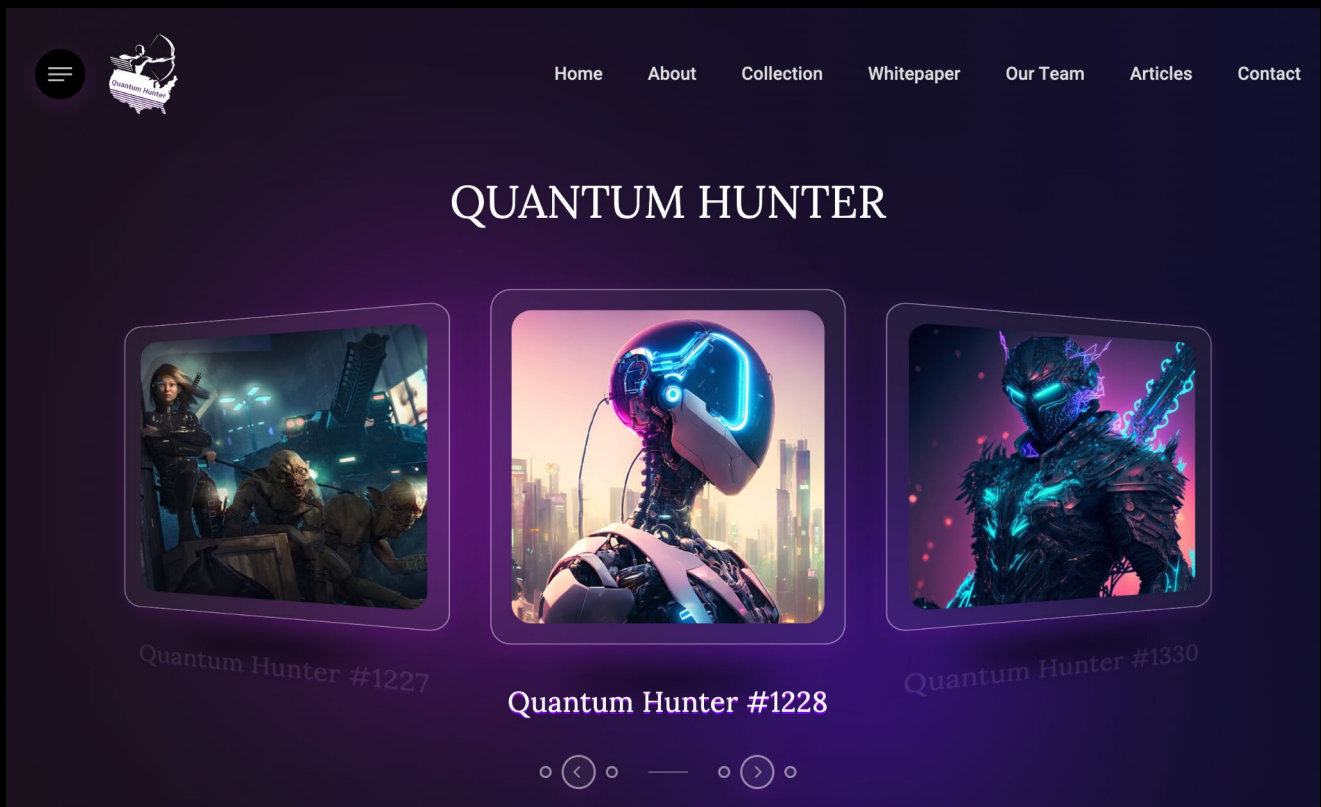 Quantum Hunter
Home About Collection Whitepaper Our Team Articles Contact
QUANTUM HUNTER
Quantum Hunter #1227
Quantum Hunter #1228
Quantum Hunter #1330